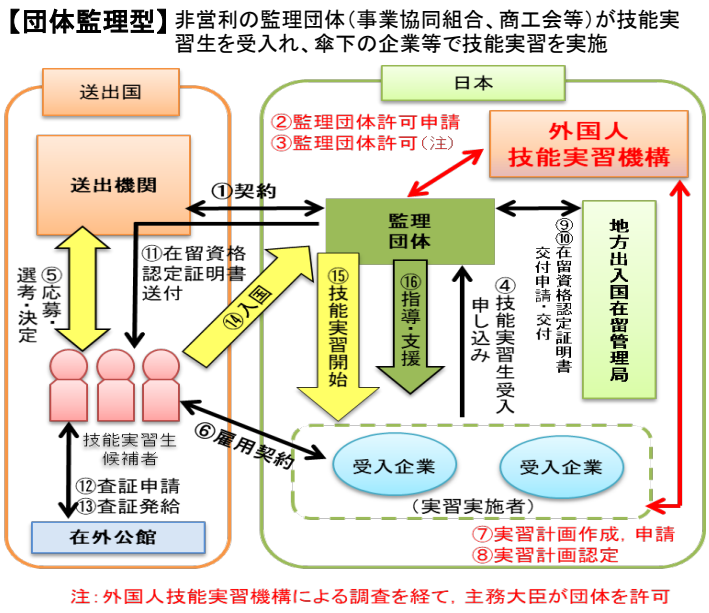 【団体監理型】非営利の監理団体（事業協同組合、商工会等）が技能実
習生を受入れ、傘下の企業等で技能実習を実施
送出国
日本
②監理団体許可申請
③監理団体許可（注）
外国人
技能実習機構
送出機関
①契約
監理
団体
⑨⑩在留資格認定証明書
交付申請・交付
地方出入国在留管理局
⑤応募・
選考・決定
⑪在留資格
認定証明書
送付
⑭入国
⑮技能実習開始
⑯指導・支援
④技能実習生受入
申し込み
技能実習生
候補者
⑥雇用契約
受入企業
受入企業
（実習実施者）
⑫査証申請
⑬査証発給
在外公館
⑦実習計画作成，申請
⑧実習計画認定
注：外国人技能実習機構による調査を経て，主務大臣が団体を許可